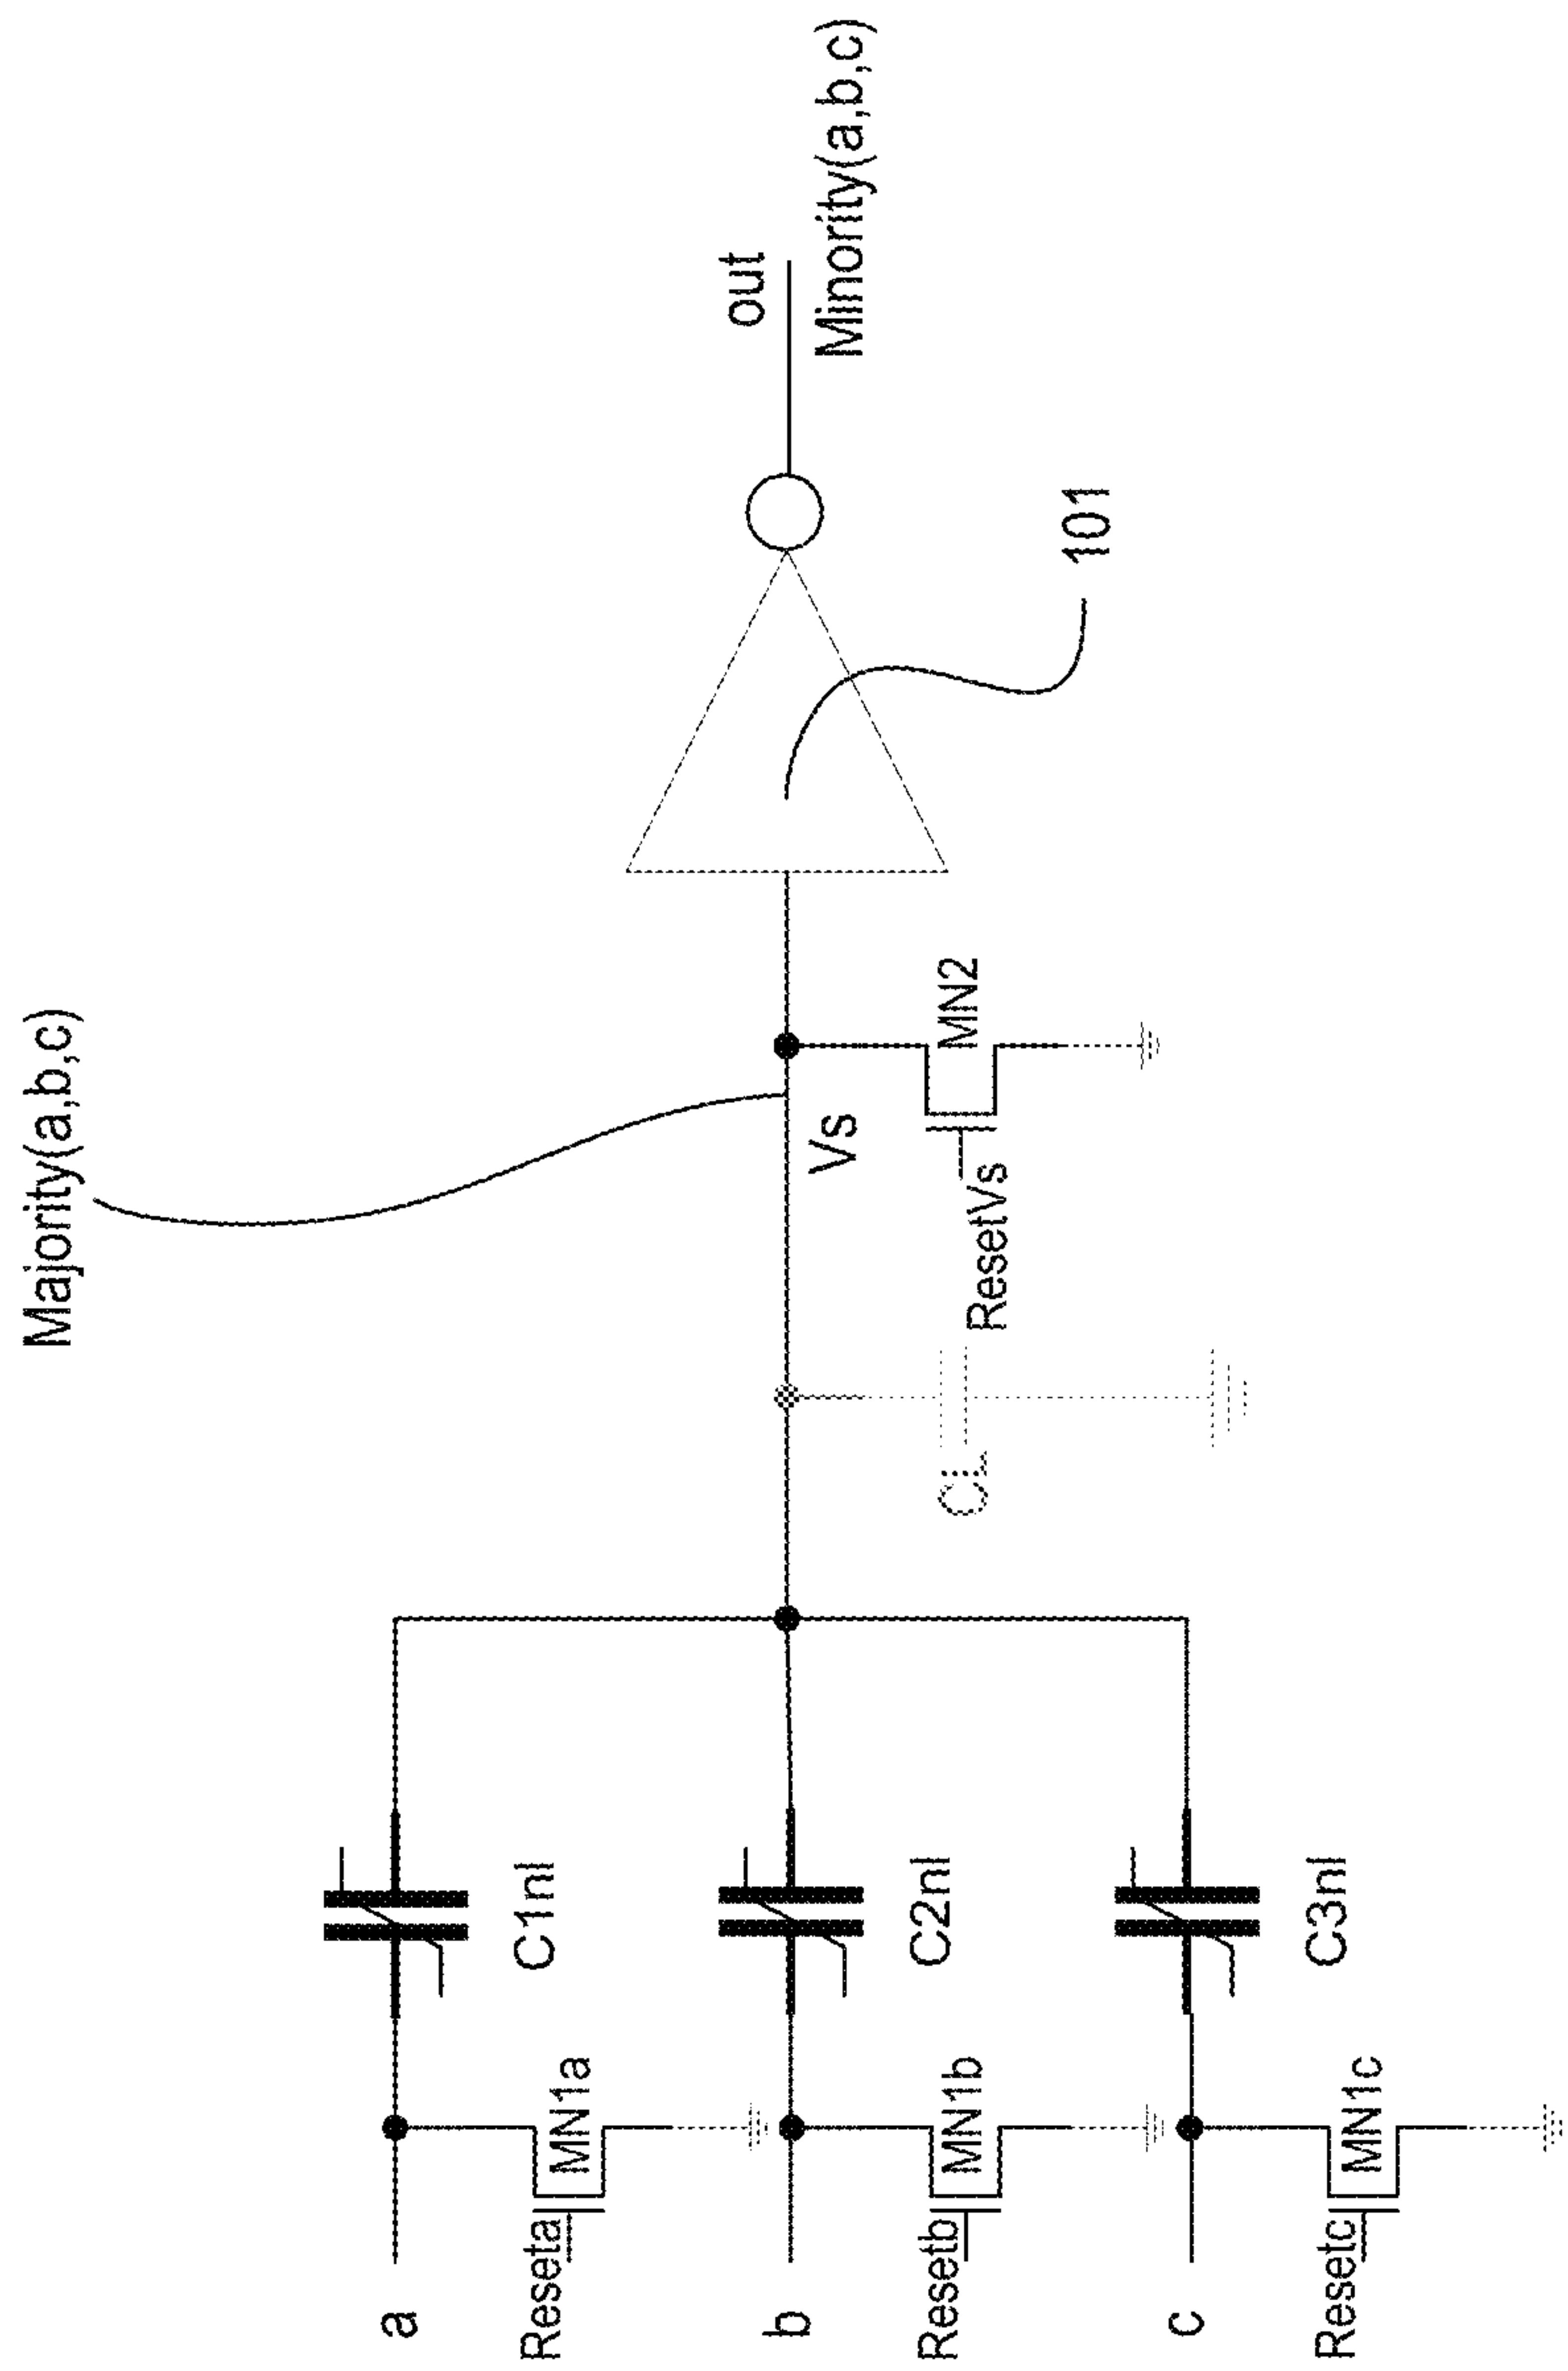 Majority(a,b,c)
out
Minority(a,b,c)
101
Vs
MN2
ResetVs
CL
a
C1nl
Reseta
MN1a
b
C2nl
Resetb
MN1b
c
C3nl
Resetc
MN1c